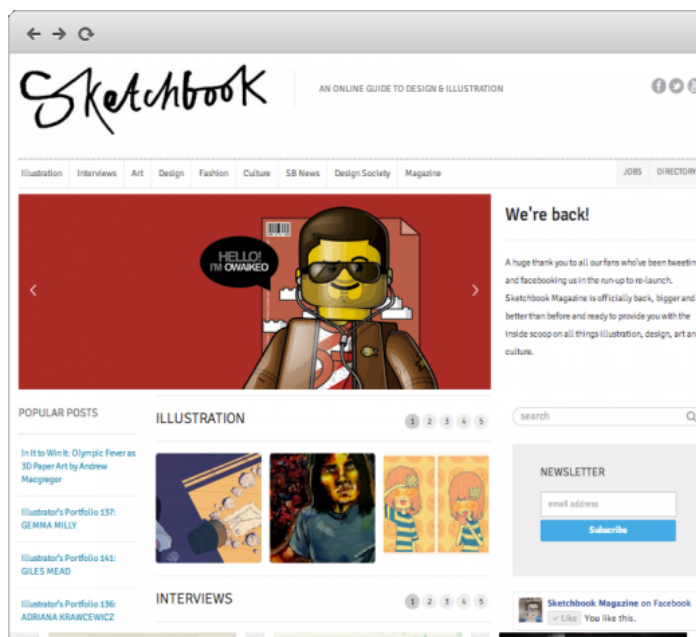 Sketchbook
AN ONLINE GUIDE TO DESIGN & ILLUSTRATION
Illustration Interviews Art Design Fashion Culture SB News Design Society Magazine JOBS DIRECTORY
HELLO!
I'M OWAIKEO
We're back!
A huge thank you to all our fans who've been tweetin
and facebooking us in the run-up to re-launch.
Sketchbook Magazine is officially back, bigger and
better than before and ready to provide you with the
inside scoop on all things illustration, design, art an
culture.
POPULAR POSTS
In It to Win it: Olympic Fever as
3D Paper Art by Andrew
Macgregor
Illustrator's Portfolio 137:
GEMMA MILLY
Illustrator's Portfolio 141:
GILES MEAD
Illustrator's Portfolio 136:
ADRIANA KRAWCEWICZ
ILLUSTRATION 1 2 3 4 5
INTERVIEWS 1 2 3 4 5
search
NEWSLETTER
email address
Subscribe
Sketchbook Magazine on Facebook
Like You like this.